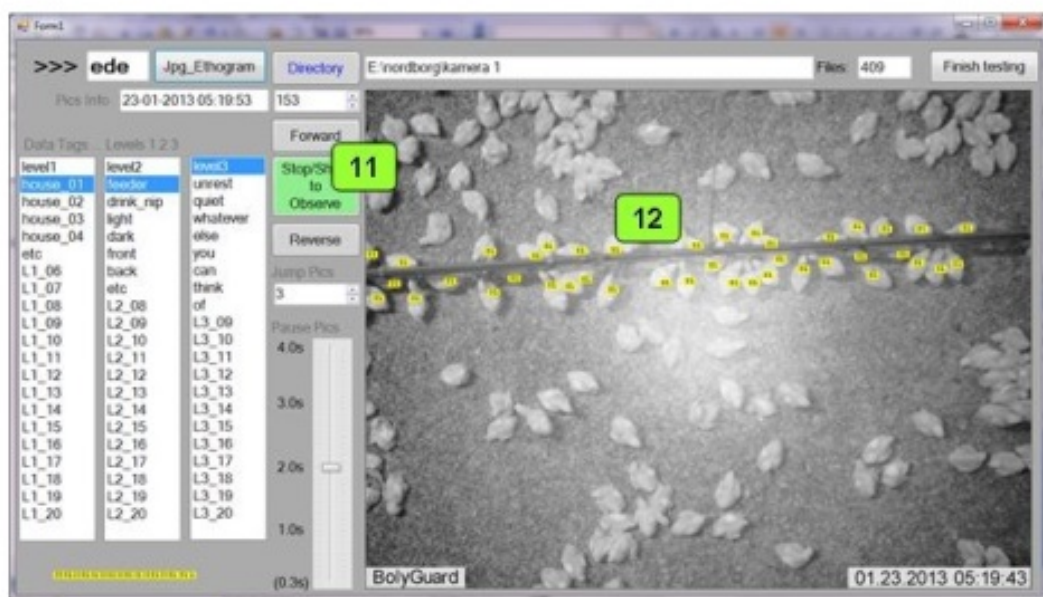 Form1
>>> ede Jpg_Ethogram Directory E:\nordborg\kamera 1 Files: 409 Finish testing
Pics Info 23-01-2013 05:19:53 153
Forward
Data Tags... Levels 1 2 3
level1 level2 level3
house_01 feeder unrest
house_02 drink_nip quiet
house_03 light whatever
house_04 dark else
etc front you
L1_06 back can
L1_07 etc think
L1_08 L2_08 of
L1_09 L2_09 L3_09
L1_10 L2_10 L3_10
L1_11 L2_11 L3_11
L1_12 L2_12 L3_12
L1_13 L2_13 L3_13
L1_14 L2_14 L3_14
L1_15 L2_15 L3_15
L1_16 L2_16 L3_16
L1_17 L2_17 L3_17
L1_18 L2_18 L3_18
L1_19 L2_19 L3_19
L1_20 L2_20 L3_20
to
Observe
11
12
Reverse
Jump Pics
3
Pause Pics
4.0s
3.0s
2.0s
1.0s
(0.3s)
BolyGuard
01.23.2013 05:19:43